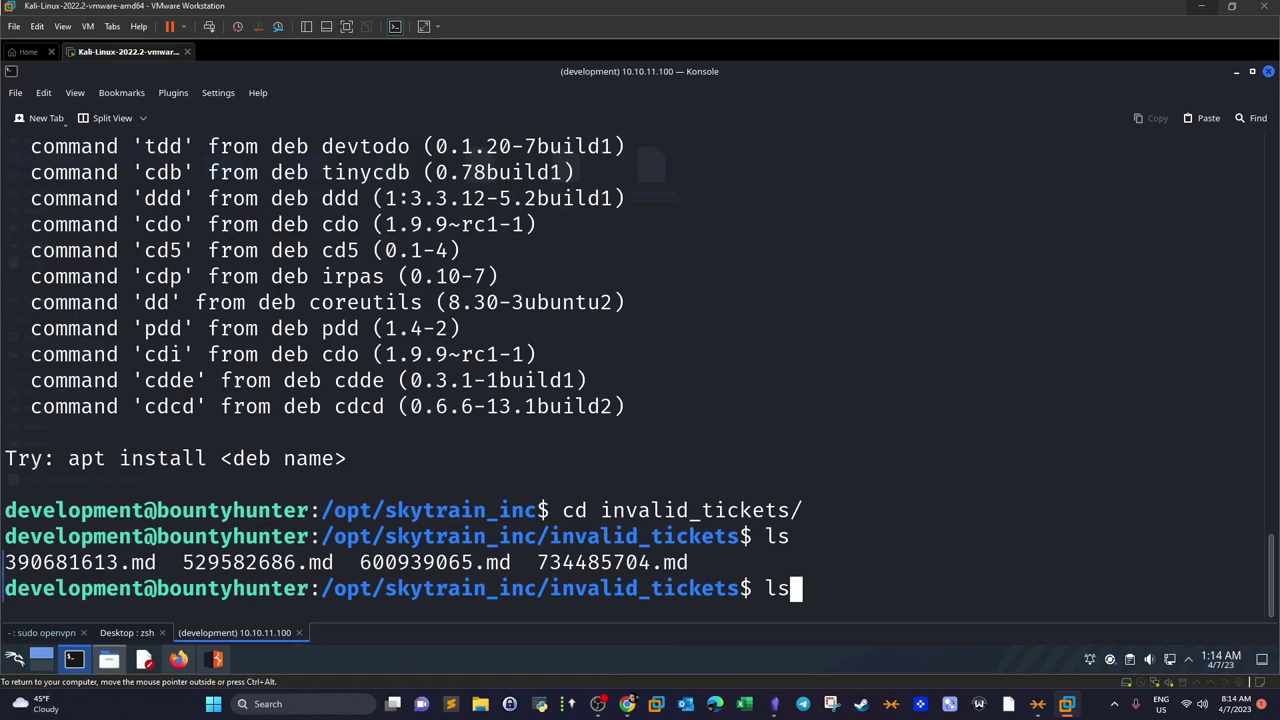 Kali-Linux-2022.2-vmware-amd64 - VMware Workstation
File Edit View VM Tabs Help
Home Kali-Linux-2022.2-vmwar...
(development) 10.10.11.100 — Konsole
File Edit View Bookmarks Plugins Settings Help
New Tab Split View Copy Paste Find
command 'tdd' from deb devtodo (0.1.20-7build1)
command 'cdb' from deb tinycdb (0.78build1)
command 'ddd' from deb ddd (1:3.3.12-5.2build1)
command 'cdo' from deb cdo (1.9.9~rc1-1)
command 'cd5' from deb cd5 (0.1-4)
command 'cdp' from deb irpas (0.10-7)
command 'dd' from deb coreutils (8.30-3ubuntu2)
command 'pdd' from deb pdd (1.4-2)
command 'cdi' from deb cdo (1.9.9~rc1-1)
command 'cdde' from deb cdde (0.3.1-1build1)
command 'cdcd' from deb cdcd (0.6.6-13.1build2)
Try: apt install <deb name>
development@bountyhunter:/opt/skytrain_inc$ cd invalid_tickets/
development@bountyhunter:/opt/skytrain_inc/invalid_tickets$ ls
390681613.md 529582686.md 600939065.md 734485704.md
development@bountyhunter:/opt/skytrain_inc/invalid_tickets$ ls
- : sudo openvpn Desktop : zsh (development) 10.10.11.100
1:14 AM
4/7/23
To return to your computer, move the mouse pointer outside or press Ctrl+Alt.
45°F
Cloudy
Search
ENG
US
8:14 AM
4/7/2023